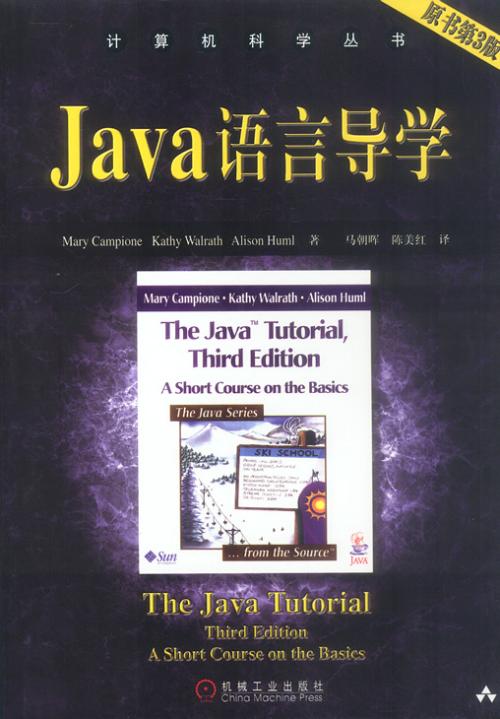 计算机科学丛书
原书第3版
Java语言导学
Mary Campione Kathy Walrath Alison Huml 著 马朝晖 陈美红 译
Mary Campione • Kathy Walrath • Alison Huml
The Java™ Tutorial,
Third Edition
A Short Course on the Basics
The Java Series
SKI SCHOOL
... from the Source™
Sun
JAVA
The Java Tutorial
Third Edition
A Short Course on the Basics
机械工业出版社
China Machine Press